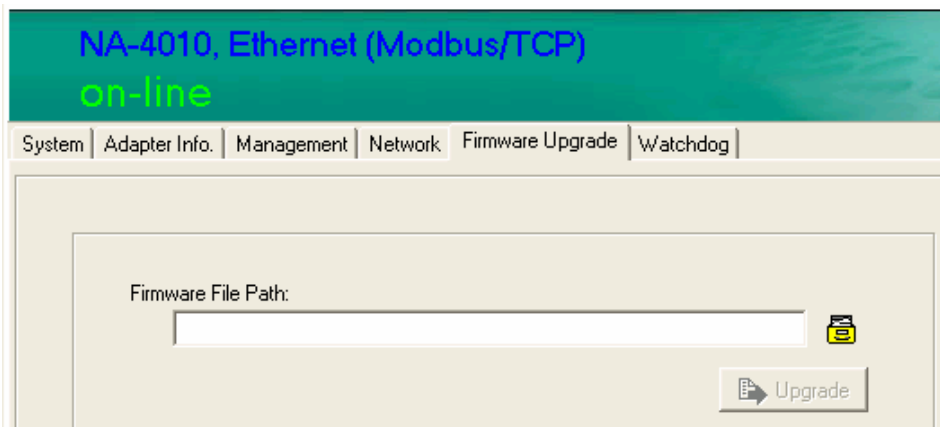 NA-4010, Ethernet (Modbus/TCP)
on-line
System Adapter Info. Management Network Firmware Upgrade Watchdog
Firmware File Path:
Upgrade